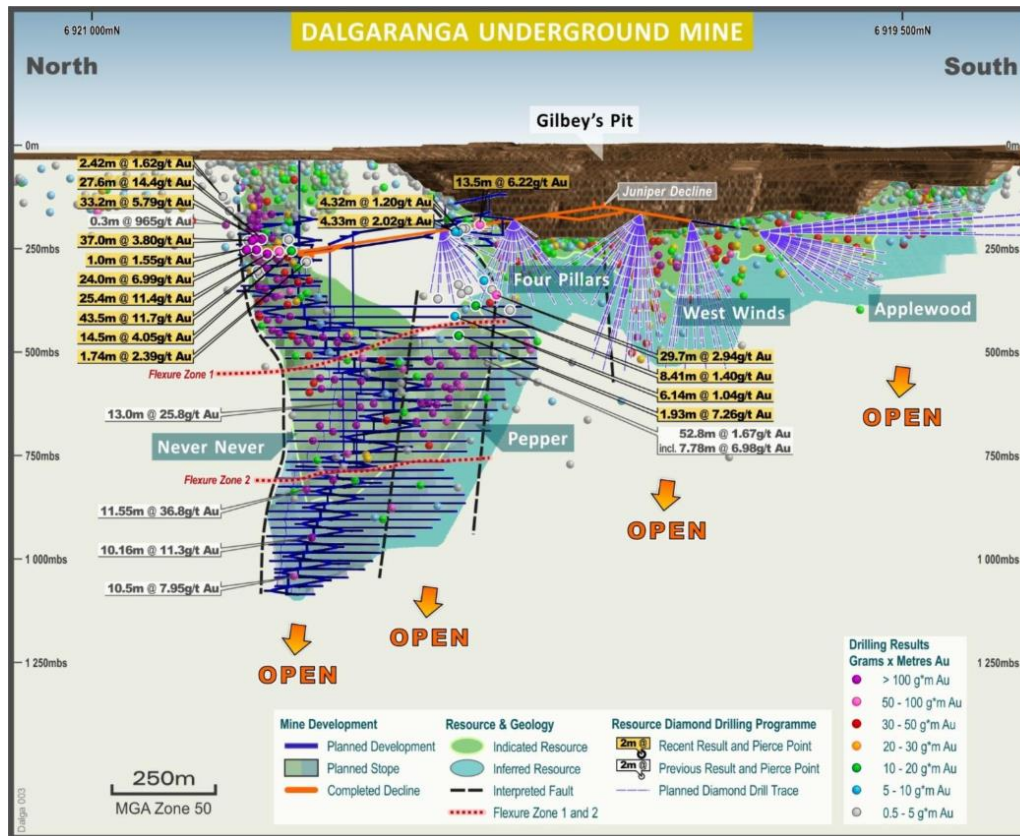 6 921 000mN
DALGARANGA UNDERGROUND MINE
6 919 500mN
North
South
Gilbey's Pit
0m
0m
2.42m @ 1.62g/t Au
27.6m @ 14.4g/t Au
33.2m @ 5.79g/t Au
0.3m @ 965g/t Au
37.0m @ 3.80g/t Au
1.0m @ 1.55g/t Au
24.0m @ 6.99g/t Au
25.4m @ 11.4g/t Au
43.5m @ 11.7g/t Au
14.5m @ 4.05g/t Au
1.74m @ 2.39g/t Au
13.5m @ 6.22g/t Au
4.32m @ 1.20g/t Au
4.33m @ 2.02g/t Au
Juniper Decline
250mbs
250mbs
Four Pillars
West Winds
Applewood
500mbs
500mbs
Flexure Zone 1
29.7m @ 2.94g/t Au
8.41m @ 1.40g/t Au
6.14m @ 1.04g/t Au
1.93m @ 7.26g/t Au
52.8m @ 1.67g/t Au
incl. 7.78m @ 6.98g/t Au
13.0m @ 25.8g/t Au
Never Never
Pepper
OPEN
750mbs
750mbs
Flexure Zone 2
11.55m @ 36.8g/t Au
OPEN
10.16m @ 11.3g/t Au
1 000mbs
1 000mbs
10.5m @ 7.95g/t Au
OPEN
OPEN
1 250mbs
1 250mbs
Drilling Results
Grams x Metres Au
> 100 g*m Au
50 - 100 g*m Au
30 - 50 g*m Au
20 - 30 g*m Au
10 - 20 g*m Au
5 - 10 g*m Au
0.5 - 5 g*m Au
Mine Development
Planned Development
Planned Stope
Completed Decline
Resource & Geology
Indicated Resource
Inferred Resource
Interpreted Fault
Flexure Zone 1 and 2
Resource Diamond Drilling Programme
2m @
Recent Result and Pierce Point
2m @
Previous Result and Pierce Point
Planned Diamond Drill Trace
250m
MGA Zone 50
Dalga 003